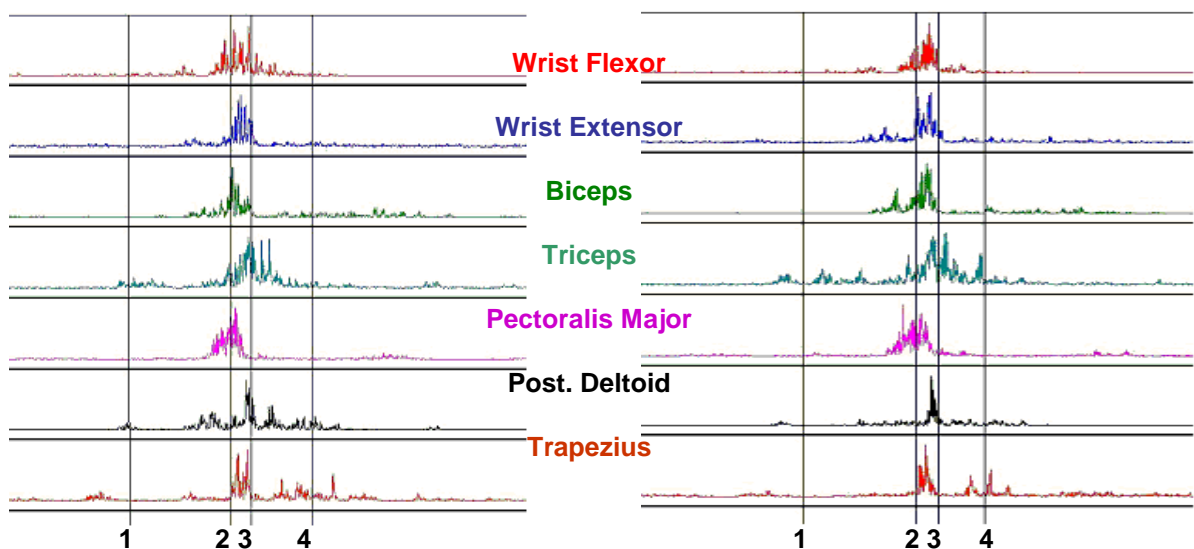 Wrist Flexor
Wrist Extensor
Biceps
Triceps
Pectoralis Major
Post. Deltoid
Trapezius
1 2 3 4 1 2 3 4